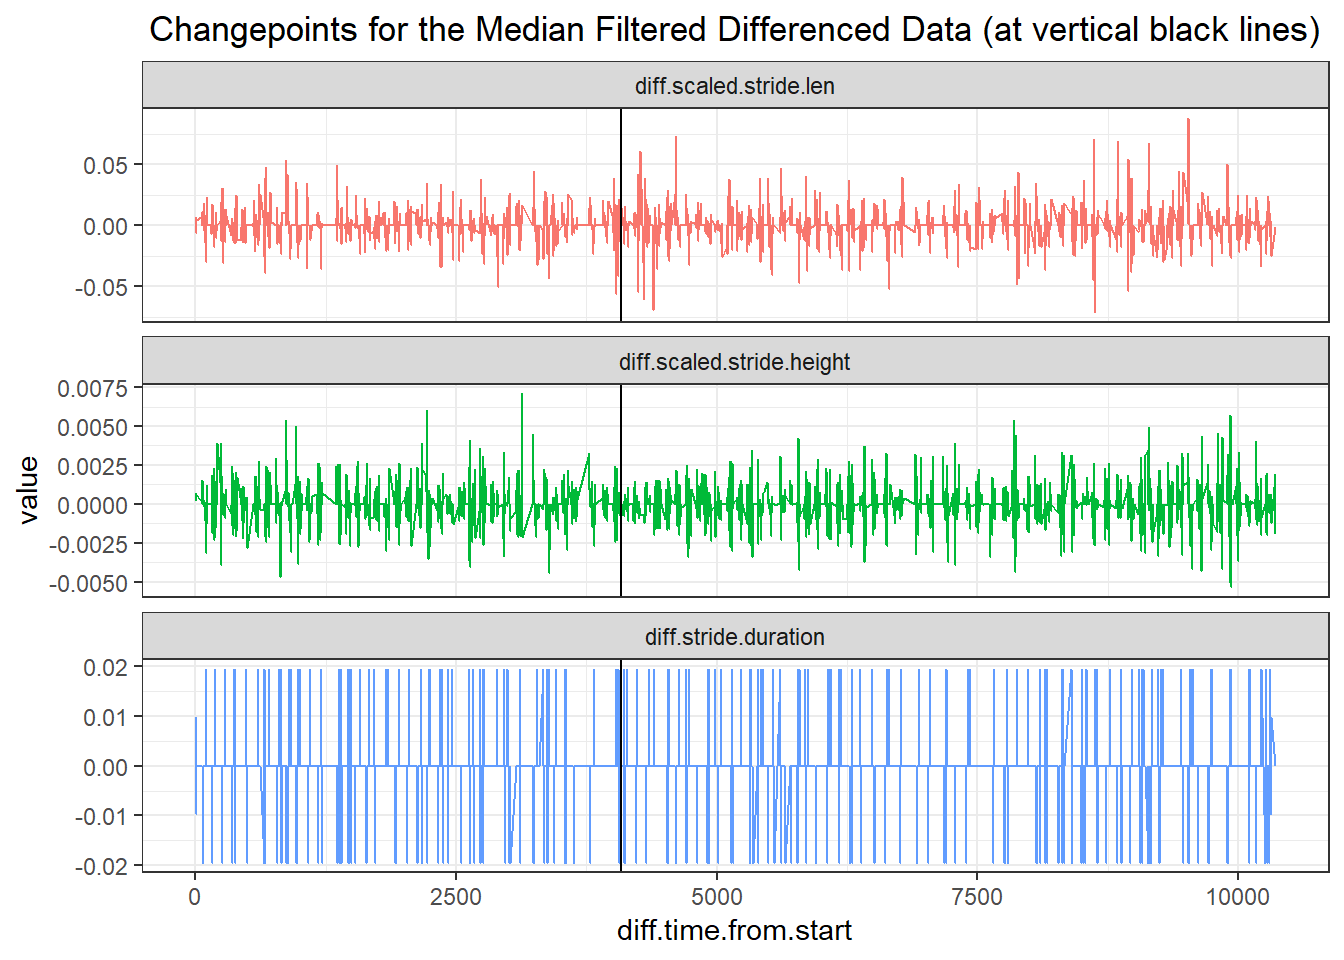 Changepoints for the Median Filtered Differenced Data (at vertical black lines)
diff.scaled.stride.len
0.05
0.00
-0.05
diff.scaled.stride.height
0.0075
0.0050
0.0025
0.0000
-0.0025
-0.0050
value
diff.stride.duration
0.02
0.01
0.00
-0.01
-0.02
0 2500 5000 7500 10000
diff.time.from.start